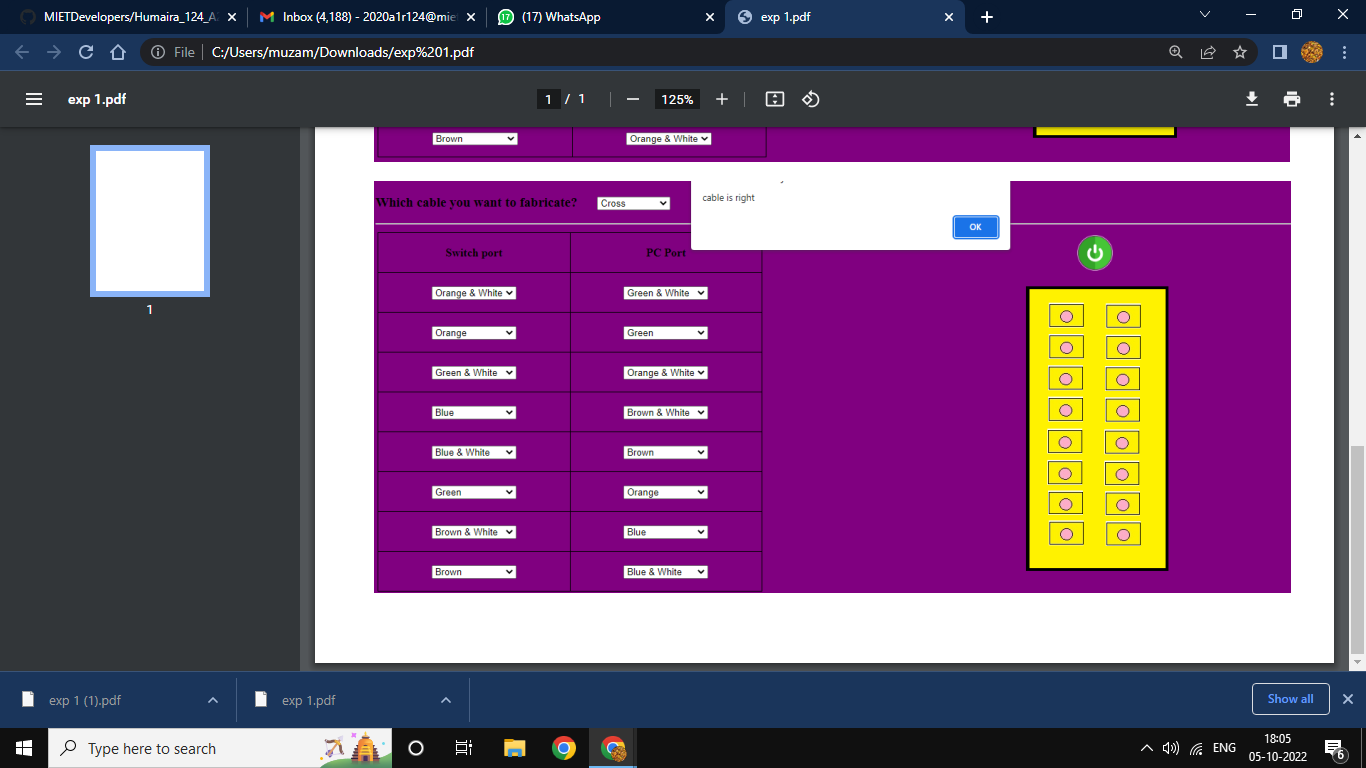 MIETDevelopers/Humaira_124_A2
Inbox (4,188) - 2020a1r124@miet
(17) WhatsApp
exp 1.pdf
File C:/Users/muzam/Downloads/exp%201.pdf
exp 1.pdf
1 / 1
125%
1
Brown Orange & White
Which cable you want to fabricate? Cross
cable is right
OK
Switch port PC Port
Orange & White Green & White
Orange Green
Green & White Orange & White
Blue Brown & White
Blue & White Brown
Green Orange
Brown & White Blue
Brown Blue & White
exp 1 (1).pdf
exp 1.pdf
Show all
Type here to search
ENG
18:05
05-10-2022
6